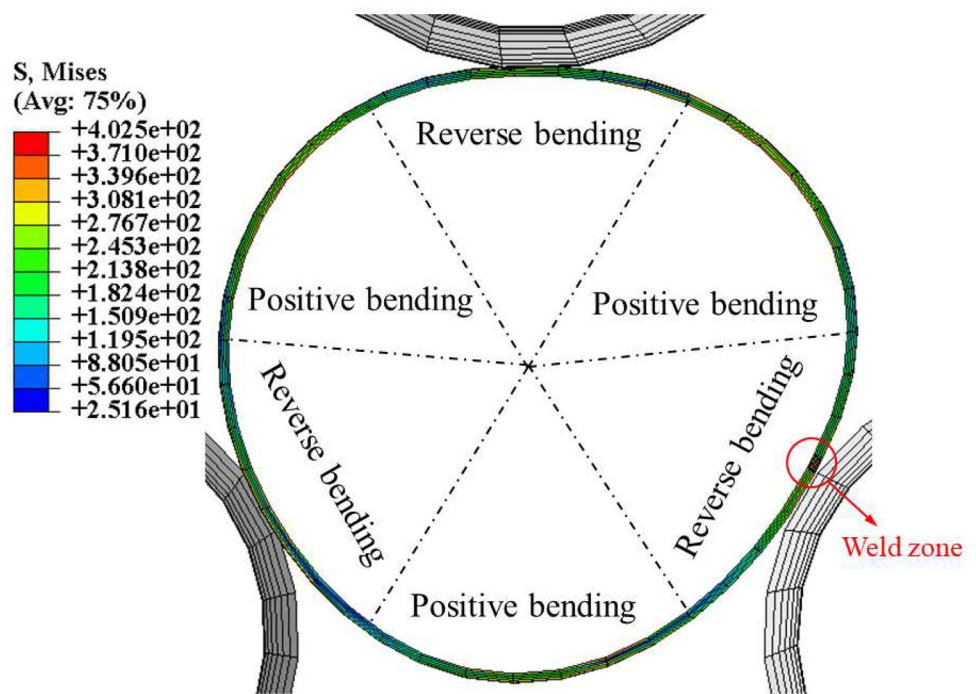 S, Mises
(Avg: 75%)
+4.025e+02
+3.710e+02
+3.396e+02
+3.081e+02
+2.767e+02
+2.453e+02
+2.138e+02
+1.824e+02
+1.509e+02
+1.195e+02
+8.805e+01
+5.660e+01
+2.516e+01
Reverse bending
Positive bending
Positive bending
Reverse bending
Reverse bending
Weld zone
Positive bending